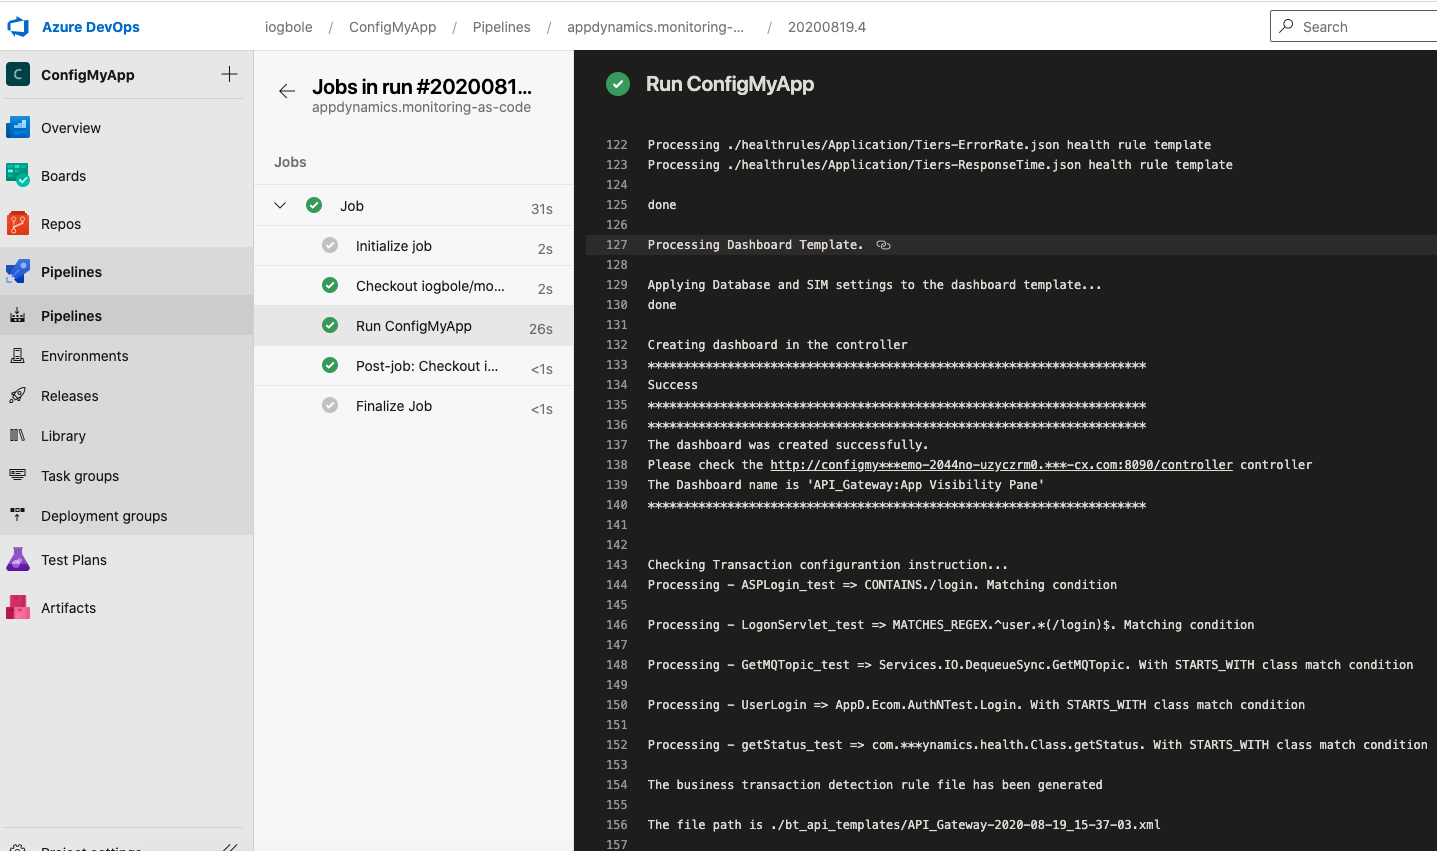 Azure DevOps
iogbole / ConfigMyApp / Pipelines / appdynamics.monitoring-... / 20200819.4
Search
C ConfigMyApp
Overview
Boards
Repos
Pipelines
Pipelines
Environments
Releases
Library
Task groups
Deployment groups
Test Plans
Artifacts
Project settings
Jobs in run #2020081...
appdynamics.monitoring-as-code
Jobs
Job 31s
Initialize job 2s
Checkout iogbole/mo... 2s
Run ConfigMyApp 26s
Post-job: Checkout i... <1s
Finalize Job <1s
Run ConfigMyApp
122 Processing ./healthrules/Application/Tiers-ErrorRate.json health rule template
123 Processing ./healthrules/Application/Tiers-ResponseTime.json health rule template
124
125 done
126
127 Processing Dashboard Template.
128
129 Applying Database and SIM settings to the dashboard template...
130 done
131
132 Creating dashboard in the controller
133 *********************************************************************
134 Success
135 *********************************************************************
136 *********************************************************************
137 The dashboard was created successfully.
138 Please check the http://configmy***emo-2044no-uzyczrm0.***-cx.com:8090/controller controller
139 The Dashboard name is 'API_Gateway:App Visibility Pane'
140 *********************************************************************
141
142
143 Checking Transaction configurantion instruction...
144 Processing - ASPLogin_test => CONTAINS./login. Matching condition
145
146 Processing - LogonServlet_test => MATCHES_REGEX.^user.*(/login)$. Matching condition
147
148 Processing - GetMQTopic_test => Services.IO.DequeueSync.GetMQTopic. With STARTS_WITH class match condition
149
150 Processing - UserLogin => AppD.Ecom.AuthNTest.Login. With STARTS_WITH class match condition
151
152 Processing - getStatus_test => com.***ynamics.health.Class.getStatus. With STARTS_WITH class match condition
153
154 The business transaction detection rule file has been generated
155
156 The file path is ./bt_api_templates/API_Gateway-2020-08-19_15-37-03.xml
157